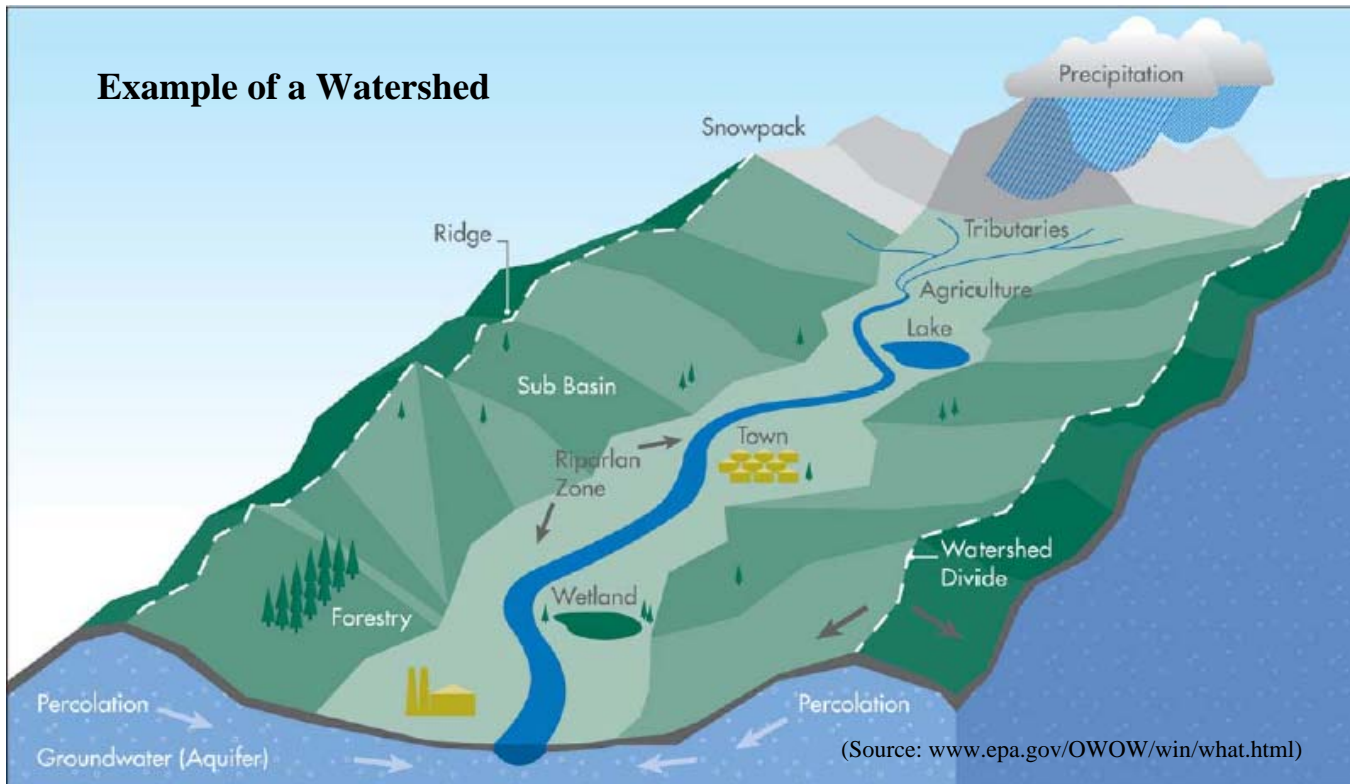 Example of a Watershed
Precipitation
Snowpack
Ridge
Tributaries
Agriculture
Lake
Sub Basin
Town
Riparlan
Zone
Watershed
Divide
Wetland
Forestry
Percolation
Percolation
Groundwater (Aquifer)
(Source: www.epa.gov/OWOW/win/what.html)